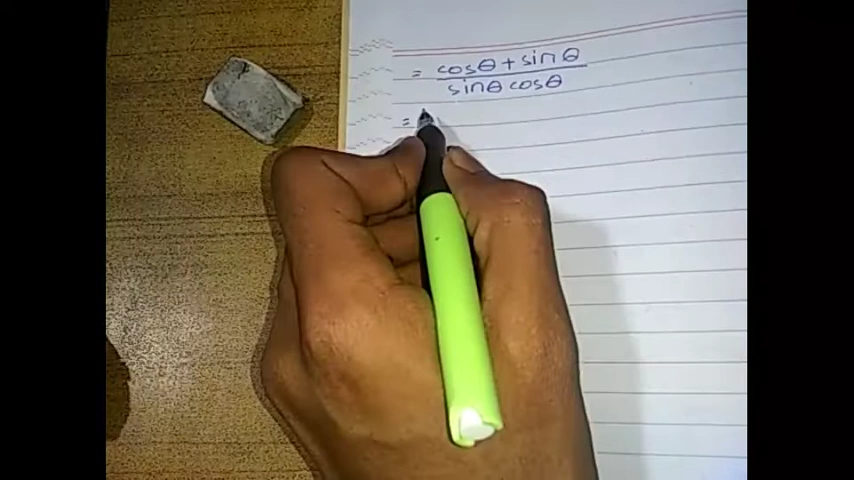 = cosθ + sinθ / sinθ cosθ
=